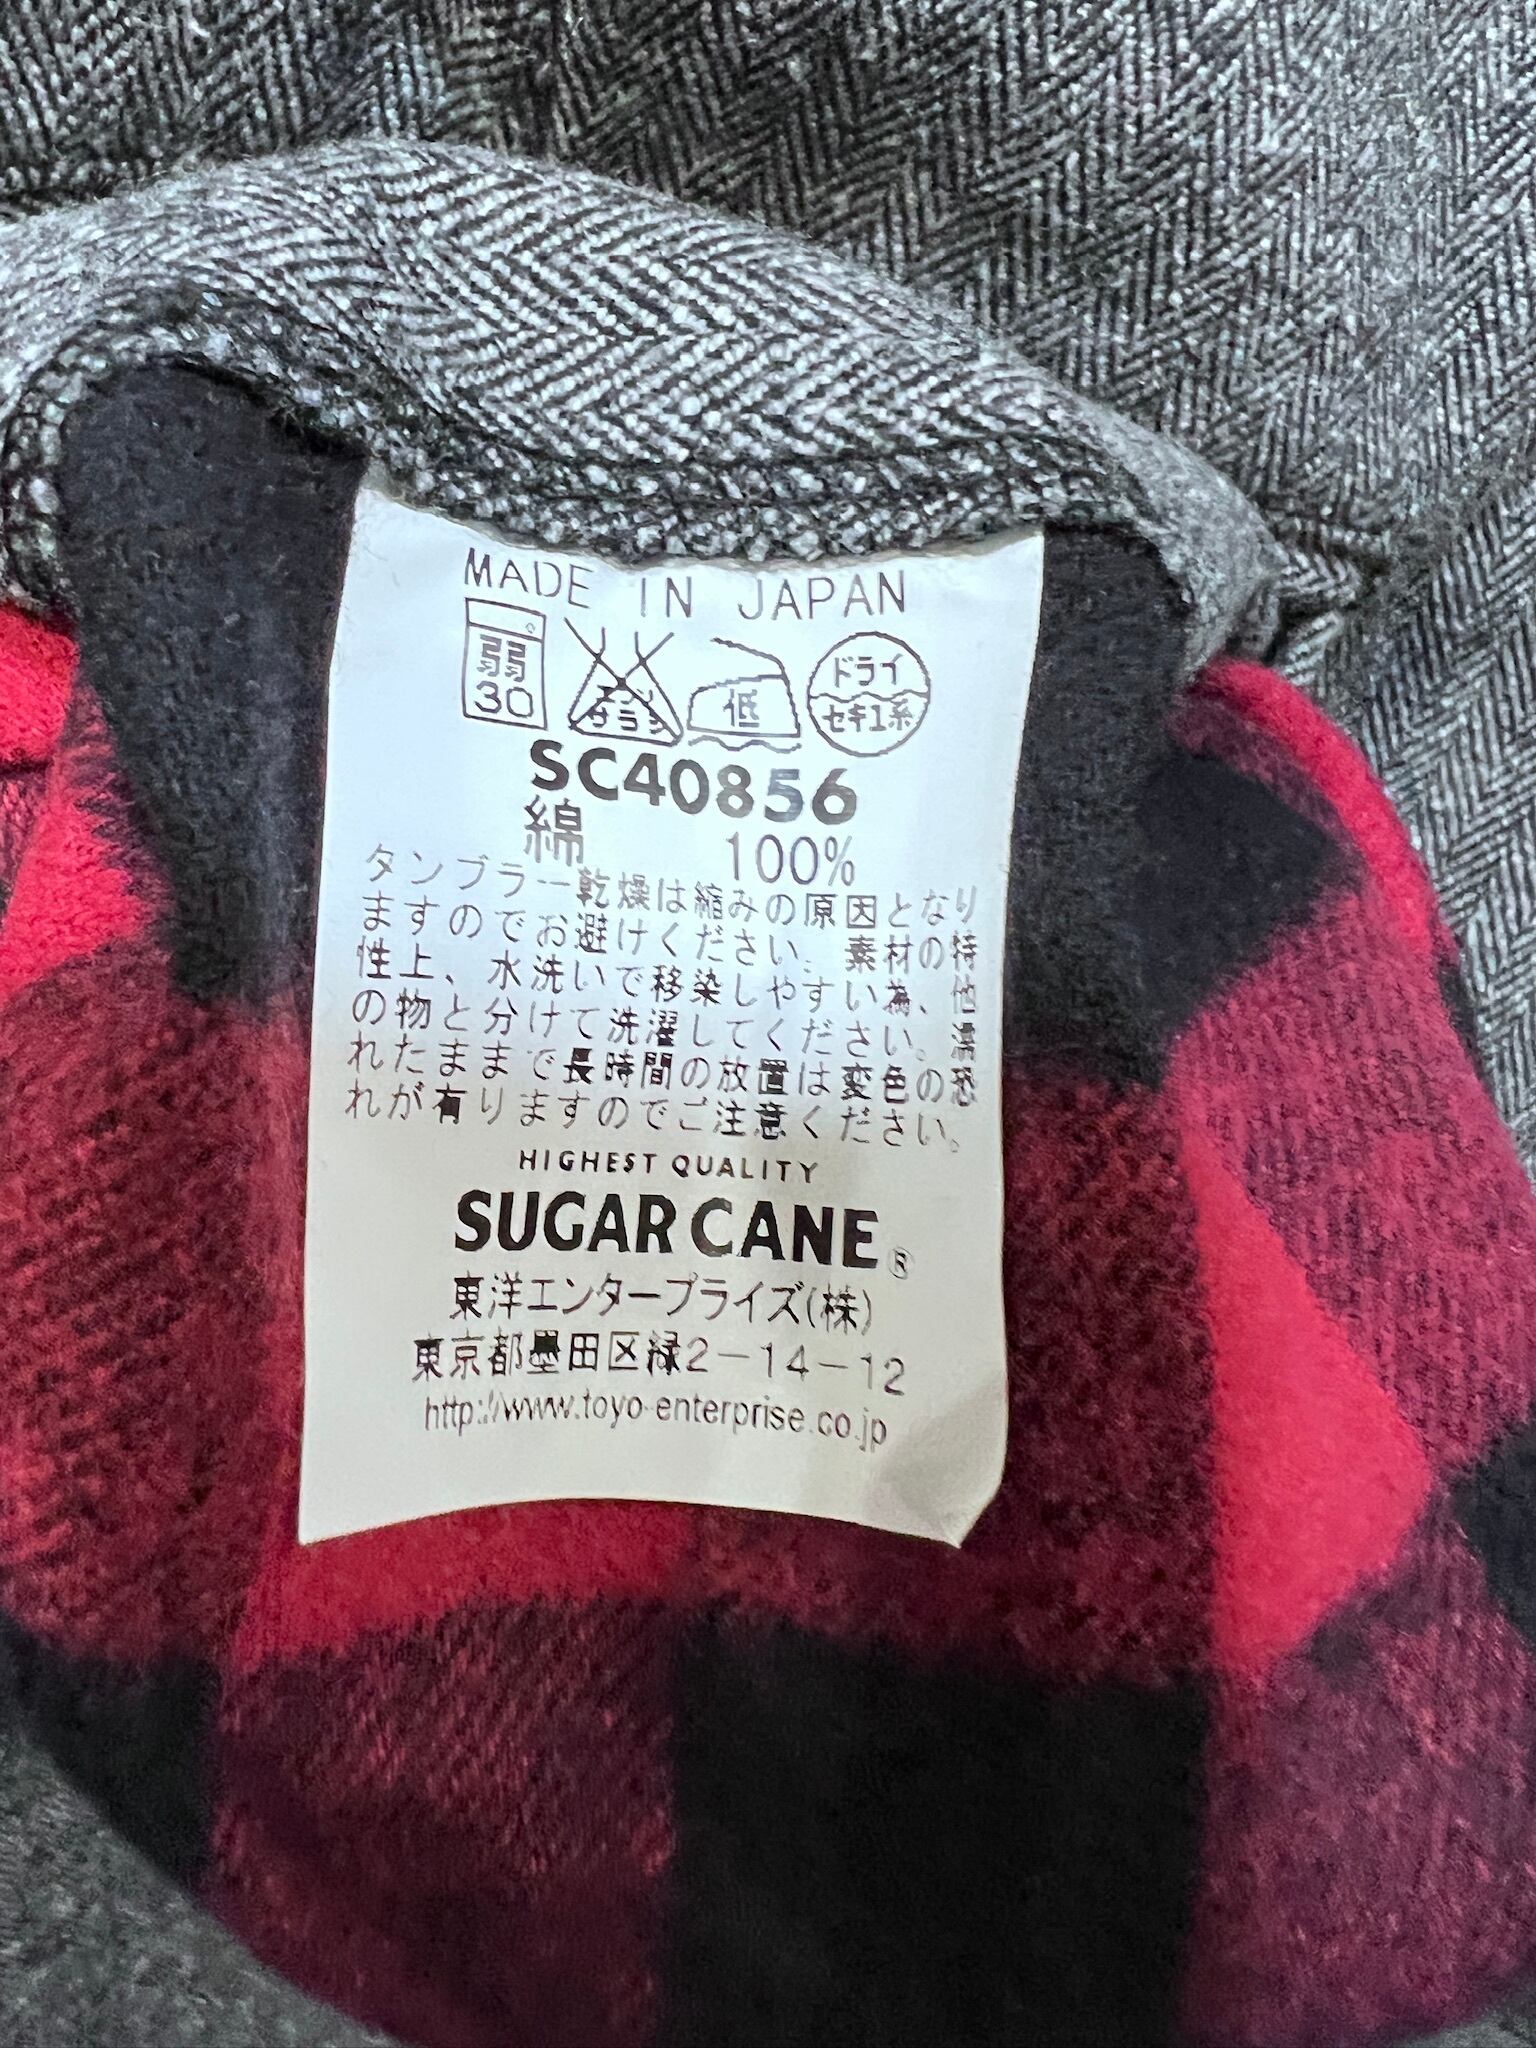 MADE IN JAPAN
弱
30
エンソ
サラシ
低
ドライ
セキユ系
SC40856
綿 100%
タンブラー乾燥は縮みの原因となり
ますのでお避けください。素材の特
性上、水洗いで移染しやすい為、他
の物と分けて洗濯してください。濡
れたままで長時間の放置は変色の恐
れが有りますのでご注意ください。
HIGHEST QUALITY
SUGAR CANE ®
東洋エンタープライズ(株)
東京都墨田区緑2-14-12
http://www.toyo-enterprise.co.jp